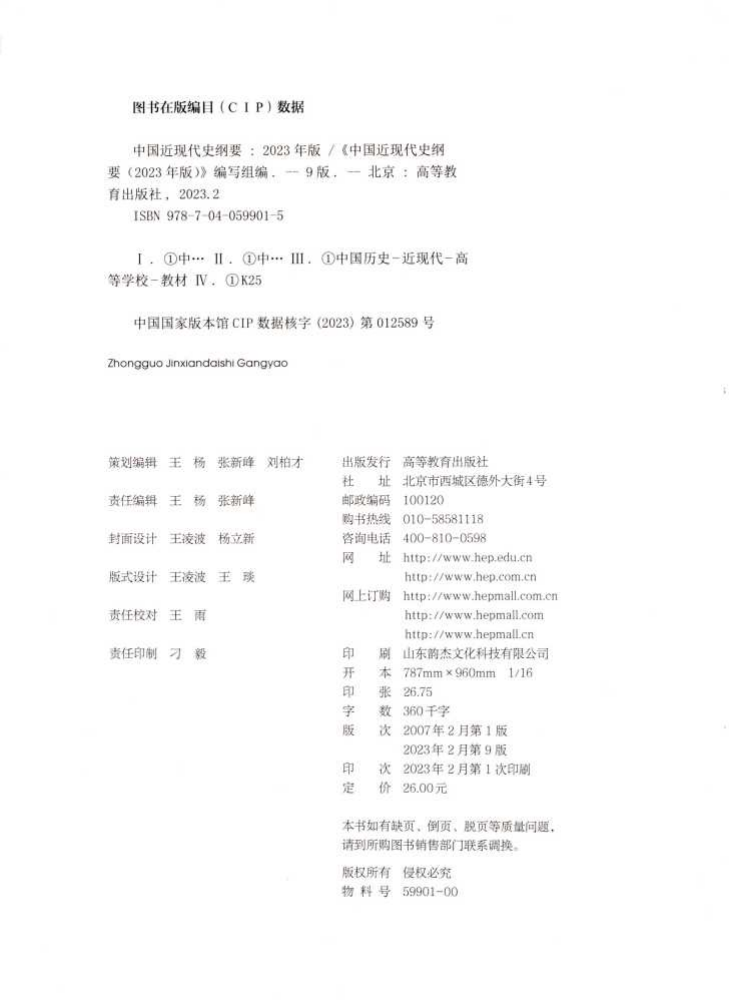 图书在版编目（ＣＩＰ）数据
中国近现代史纲要 : 2023 年版 /《中国近现代史纲
要（2023 年版）》编写组编. -- 9 版. -- 北京 : 高等教
育出版社, 2023.2
ISBN 978-7-04-059901-5
Ⅰ. ①中… Ⅱ. ①中… Ⅲ. ①中国历史-近现代-高
等学校-教材 Ⅳ. ①K25
中国国家版本馆 CIP 数据核字 (2023) 第 012589 号
Zhongguo Jinxiandaishi Gangyao
策划编辑 王 杨 张新峰 刘柏才
责任编辑 王 杨 张新峰
封面设计 王凌波 杨立新
版式设计 王凌波 王 琰
责任校对 王 雨
责任印制 刁 毅
出版发行 高等教育出版社
社 址 北京市西城区德外大街4号
邮政编码 100120
购书热线 010-58581118
咨询电话 400-810-0598
网 址 http://www.hep.edu.cn
http://www.hep.com.cn
网上订购 http://www.hepmall.com.cn
http://www.hepmall.com
http://www.hepmall.cn
印 刷 山东韵杰文化科技有限公司
开 本 787mm×960mm 1/16
印 张 26.75
字 数 360千字
版 次 2007年2月第1版
2023年2月第9版
印 次 2023年2月第1次印刷
定 价 26.00元
本书如有缺页、倒页、脱页等质量问题，
请到所购图书销售部门联系调换。
版权所有 侵权必究
物 料 号 59901-00